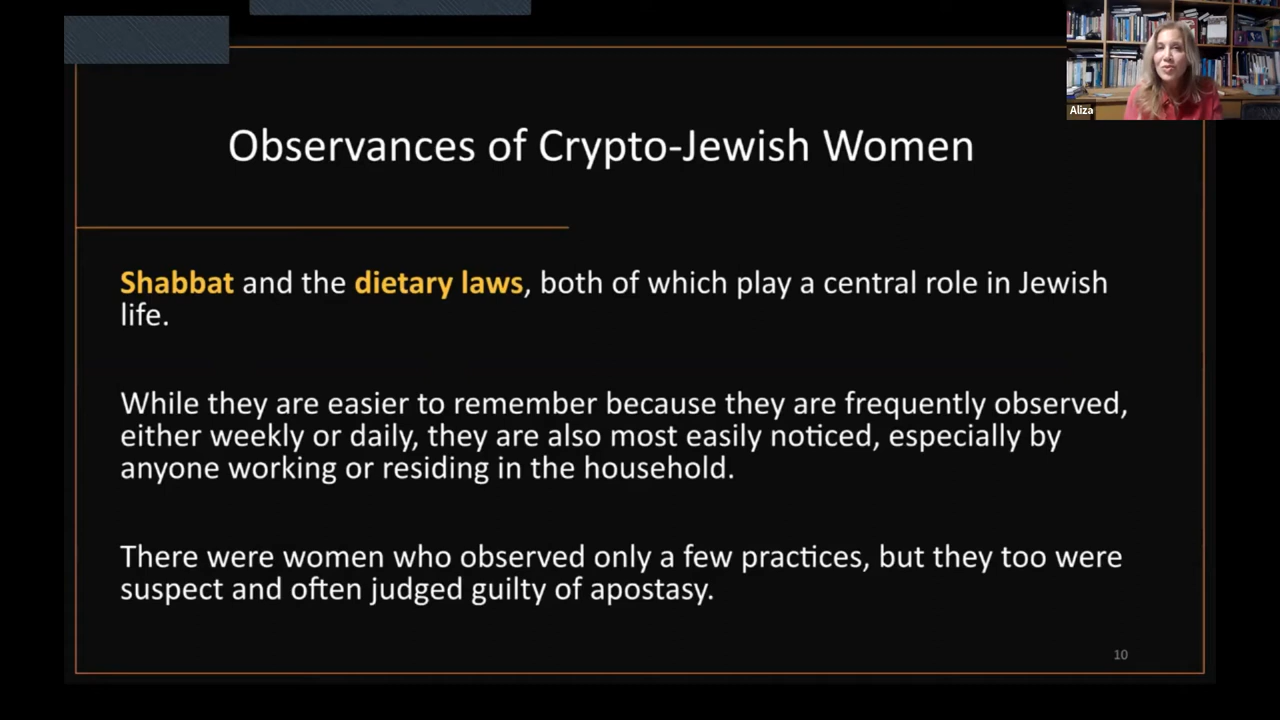 Aliza
Observances of Crypto-Jewish Women
Shabbat and the dietary laws, both of which play a central role in Jewish
life.
While they are easier to remember because they are frequently observed,
either weekly or daily, they are also most easily noticed, especially by
anyone working or residing in the household.
There were women who observed only a few practices, but they too were
suspect and often judged guilty of apostasy.
10